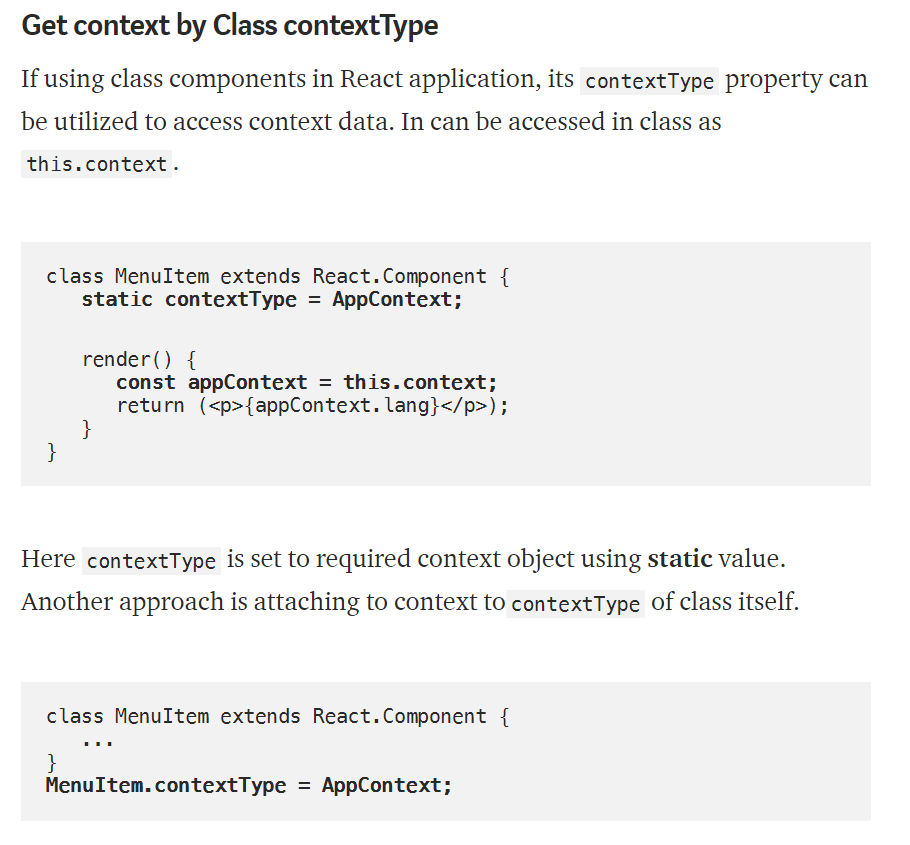 Get context by Class contextType
If using class components in React application, its contextType property can
be utilized to access context data. In can be accessed in class as
this.context.
class MenuItem extends React.Component {
   static contextType = AppContext;
   render() {
      const appContext = this.context;
      return (<p>{appContext.lang}</p>);
   }
}
Here contextType is set to required context object using static value.
Another approach is attaching to context to contextType of class itself.
class MenuItem extends React.Component {
   ...
}
MenuItem.contextType = AppContext;